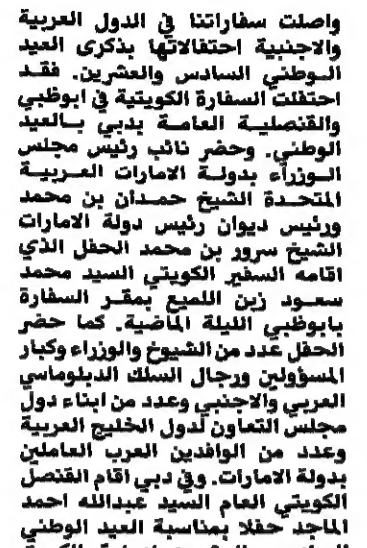 واصلت سفاراتنا في الدول العربية
والاجنبية احتفالاتها بذكرى العيد
الوطني السادس والعشرين. فقد
احتفلت السفارة الكويتية في ابوظبي
والقنصلية العامة بدبي بالعيد
الوطني. وحضر نائب رئيس مجلس
الوزراء بدولة الامارات العربية
المتحدة الشيخ حمدان بن محمد
ورئيس ديوان رئيس دولة الامارات
الشيخ سرور بن محمد الحفل الذي
اقامه السفير الكويتي السيد محمد
سعود زين اللميع بمقر السفارة
بابوظبي الليلة الماضية. كما حضر
الحفل عدد من الشيوخ والوزراء وكبار
المسؤولين ورجال السلك الدبلوماسي
العربي والاجنبي وعدد من ابناء دول
مجلس التعاون لدول الخليج العربية
وعدد من الوافدين العرب العاملين
بدولة الامارات. وفي دبي اقام القنصل
الكويتي العام السيد عبدالله احمد
الماجد حفلا بمناسبة العيد الوطني